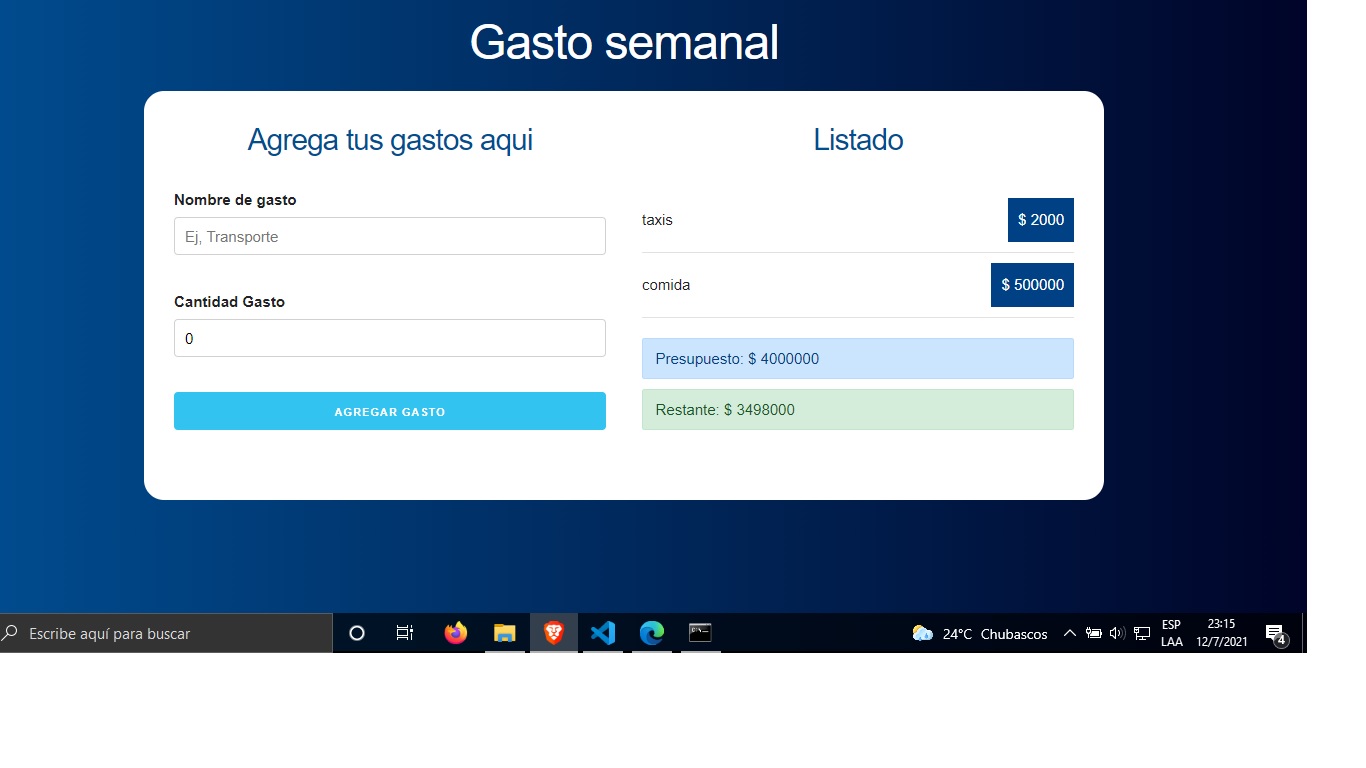 Gasto semanal
Agrega tus gastos aqui
Nombre de gasto
Ej, Transporte
Cantidad Gasto
0
AGREGAR GASTO
Listado
taxis $ 2000
comida $ 500000
Presupuesto: $ 4000000
Restante: $ 3498000
Escribe aquí para buscar
24°C Chubascos
ESP
LAA
23:15
12/7/2021
4